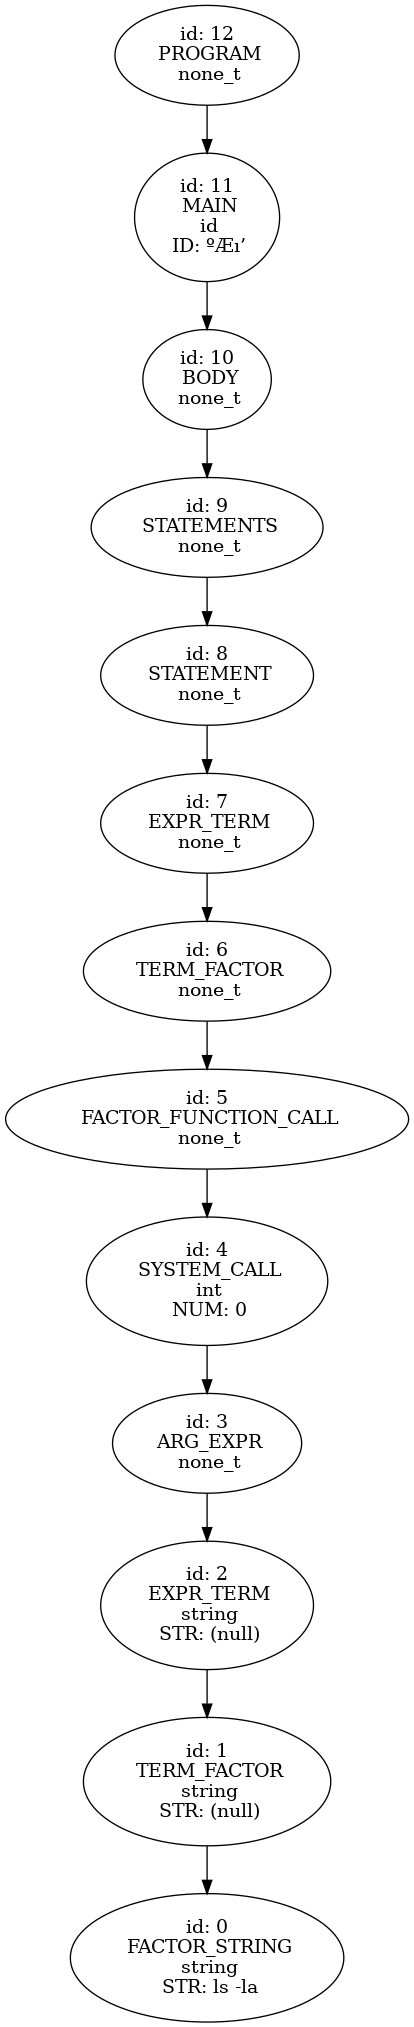 id: 12
PROGRAM
none_t
id: 11
MAIN
id
ID: ºÆı’
id: 10
BODY
none_t
id: 9
STATEMENTS
none_t
id: 8
STATEMENT
none_t
id: 7
EXPR_TERM
none_t
id: 6
TERM_FACTOR
none_t
id: 5
FACTOR_FUNCTION_CALL
none_t
id: 4
SYSTEM_CALL
int
NUM: 0
id: 3
ARG_EXPR
none_t
id: 2
EXPR_TERM
string
STR: (null)
id: 1
TERM_FACTOR
string
STR: (null)
id: 0
FACTOR_STRING
string
STR: ls -la